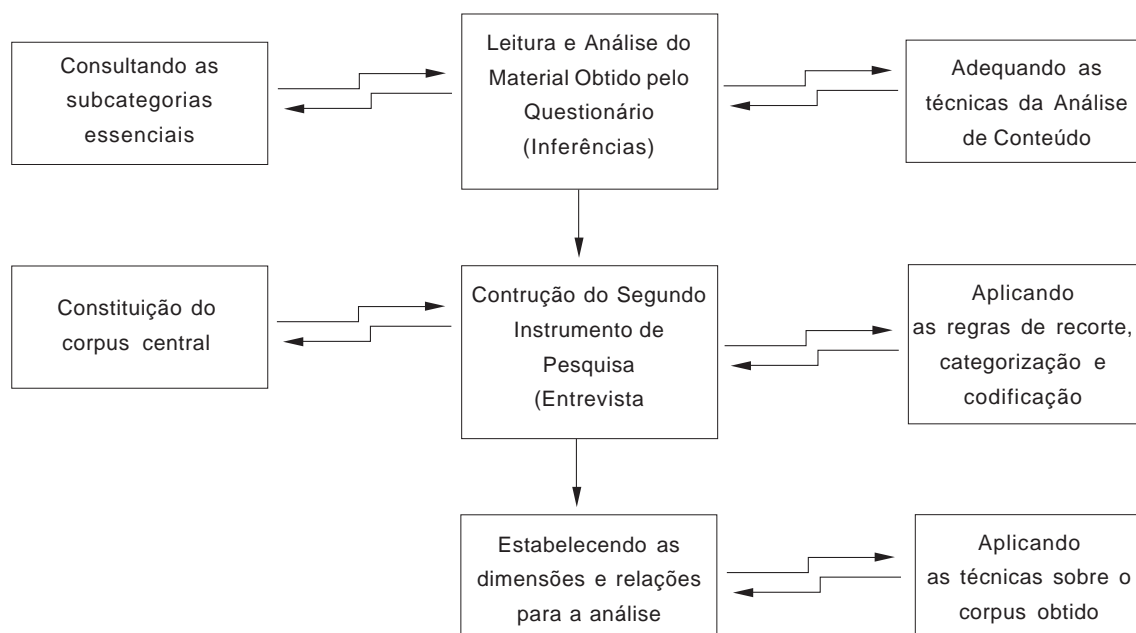 Consultando as
subcategorias
essenciais
Leitura e Análise do
Material Obtido pelo
Questionário
(Inferências)
Adequando as
técnicas da Análise
de Conteúdo
Constituição do
corpus central
Contrução do Segundo
Instrumento de
Pesquisa
(Entrevista
Aplicando
as regras de recorte,
categorização e
codificação
Estabelecendo as
dimensões e relações
para a análise
Aplicando
as técnicas sobre o
corpus obtido